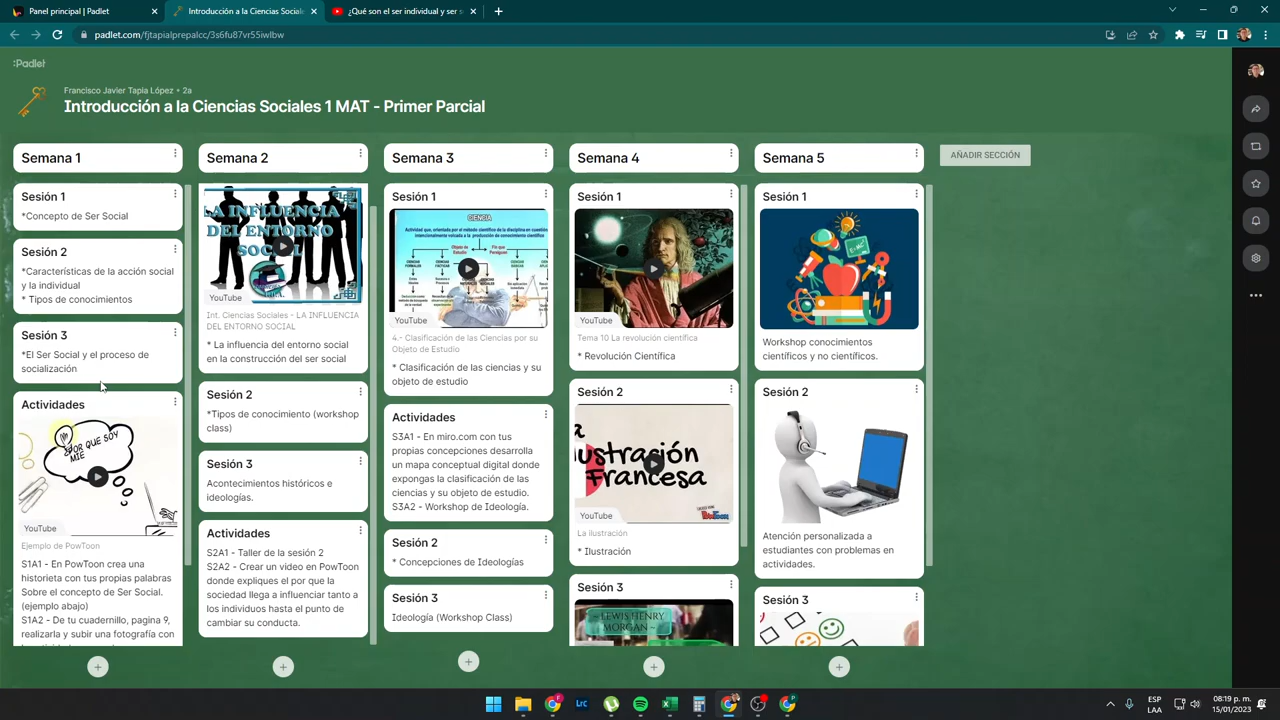 Panel principal | Padlet
Introducción a la Ciencias Sociale
¿Qué son el ser individual y ser s
padlet.com/fjtapialprepalcc/3s6fu87vr55iwlbw
:Padlet
Francisco Javier Tapia López • 2a
Introducción a la Ciencias Sociales 1 MAT - Primer Parcial
Semana 1
Sesión 1
*Concepto de Ser Social
Sesión 2
*Características de la acción social
y la individual
* Tipos de conocimientos
Sesión 3
*El Ser Social y el proceso de
socialización
Actividades
¿POR QUE SOY
MIE
YouTube
Ejemplo de PowToon
S1A1 - En PowToon crea una
historieta con tus propias palabras
Sobre el concepto de Ser Social.
(ejemplo abajo)
S1A2 - De tu cuadernillo, pagina 9,
realizarla y subir una fotografía con
Semana 2
LA INFLUENCIA
DEL ENTORNO
SOCIAL
YouTube
Int. Ciencias Sociales - LA INFLUENCIA
DEL ENTORNO SOCIAL
* La influencia del entorno social
en la construcción del ser social
Sesión 2
*Tipos de conocimiento (workshop
class)
Sesión 3
Acontecimientos históricos e
ideologías.
Actividades
S2A1 - Taller de la sesión 2
S2A2 - Crear un video en PowToon
donde expliques el por que la
sociedad llega a influenciar tanto a
los individuos hasta el punto de
cambiar su conducta.
Semana 3
Sesión 1
CIENCIA
YouTube
4.- Clasificación de las Ciencias por su
Objeto de Estudio
* Clasificación de las ciencias y su
objeto de estudio
Actividades
S3A1 - En miro.com con tus
propias concepciones desarrolla
un mapa conceptual digital donde
expongas la clasificación de las
ciencias y su objeto de estudio.
S3A2 - Workshop de Ideología.
Sesión 2
* Concepciones de Ideologías
Sesión 3
Ideología (Workshop Class)
Semana 4
Sesión 1
YouTube
Tema 10 La revolución científica
* Revolución Científica
Sesión 2
a
ustración
Francesa
YouTube
La ilustración
* Ilustración
Sesión 3
LEWIS HENRY
MORGAN
Semana 5
Sesión 1
Workshop conocimientos
científicos y no científicos.
Sesión 2
Atención personalizada a
estudiantes con problemas en
actividades.
Sesión 3
AÑADIR SECCIÓN
Lrc
ESP
LAA
08:19 p. m.
15/01/2023